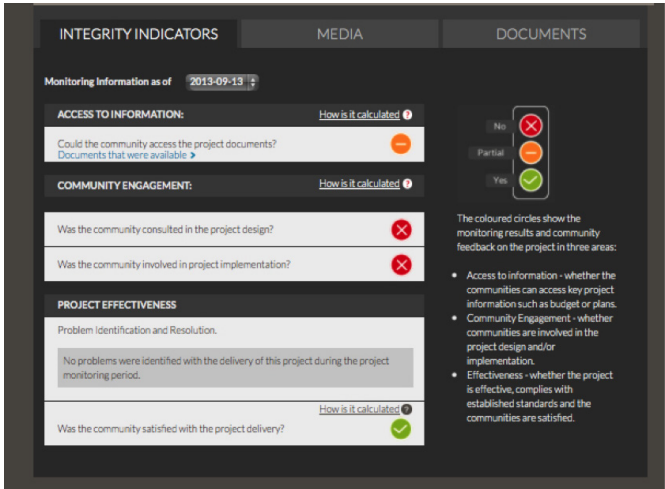 INTEGRITY INDICATORS
MEDIA
DOCUMENTS
Monitoring Information as of 2013-09-13
ACCESS TO INFORMATION: How is it calculated ?
Could the community access the project documents?
Documents that were available >
COMMUNITY ENGAGEMENT: How is it calculated ?
Was the community consulted in the project design?
Was the community involved in project implementation?
PROJECT EFFECTIVENESS
Problem Identification and Resolution.
No problems were identified with the delivery of this project during the project
monitoring period.
How is it calculated ?
Was the community satisfied with the project delivery?
No
Partial
Yes
The coloured circles show the
monitoring results and community
feedback on the project in three areas:
• Access to information - whether the
communities can access key project
information such as budget or plans.
• Community Engagement - whether
communities are involved in the
project design and/or
implementation.
• Effectiveness - whether the project
is effective, complies with
established standards and the
communities are satisfied.